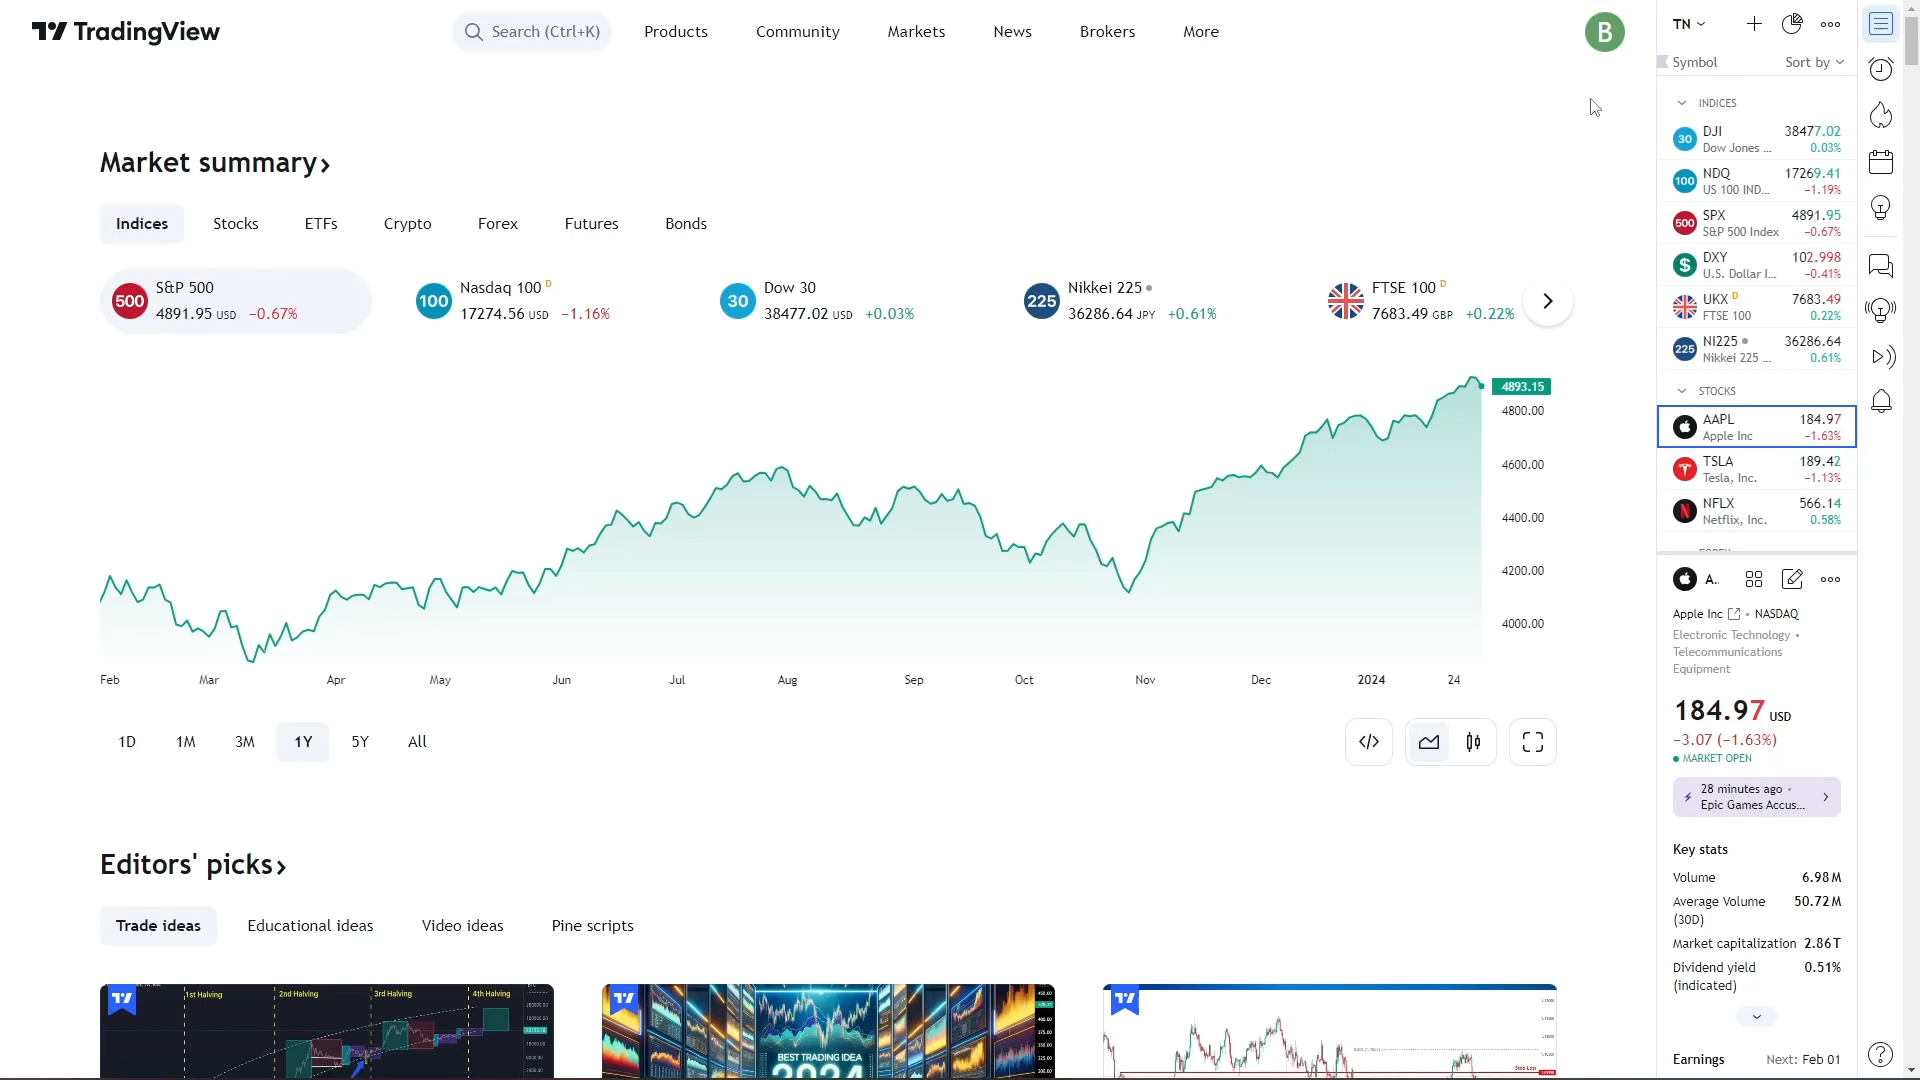 TradingView
Search (Ctrl+K)
Products
Community
Markets
News
Brokers
More
B
Market summary
Indices
Stocks
ETFs
Crypto
Forex
Futures
Bonds
500
S&P 500
4891.95 USD −0.67%
100
Nasdaq 100 D
17274.56 USD −1.16%
30
Dow 30
38477.02 USD +0.03%
225
Nikkei 225
36286.64 JPY +0.61%
FTSE 100 D
7683.49 GBP +0.22%
4893.15
4800.00
4600.00
4400.00
4200.00
4000.00
Feb Mar Apr May Jun Jul Aug Sep Oct Nov Dec 2024 24
1D
1M
3M
1Y
5Y
All
Editors' picks
Trade ideas
Educational ideas
Video ideas
Pine scripts
1st Halving
2nd Halving
3rd Halving
4th Halving
BEST TRADING IDEA
2024
Stop Loss
TN
Symbol
Sort by
INDICES
30
DJI 38477.02
Dow Jones ... 0.03%
100
NDQ 17269.41
US 100 IND... −1.19%
500
SPX 4891.95
S&P 500 Index −0.67%
$
DXY 102.998
U.S. Dollar I... −0.41%
UKX D 7683.49
FTSE 100 0.22%
225
NI225 36286.64
Nikkei 225 ... 0.61%
STOCKS
AAPL 184.97
Apple Inc −1.63%
TSLA 189.42
Tesla, Inc. −1.13%
NFLX 566.14
Netflix, Inc. 0.58%
A..
Apple Inc • NASDAQ
Electronic Technology •
Telecommunications
Equipment
184.97 USD
−3.07 (−1.63%)
MARKET OPEN
28 minutes ago •
Epic Games Accus...
Key stats
Volume 6.98M
Average Volume 50.72M
(30D)
Market capitalization 2.86T
Dividend yield 0.51%
(indicated)
Earnings Next: Feb 01